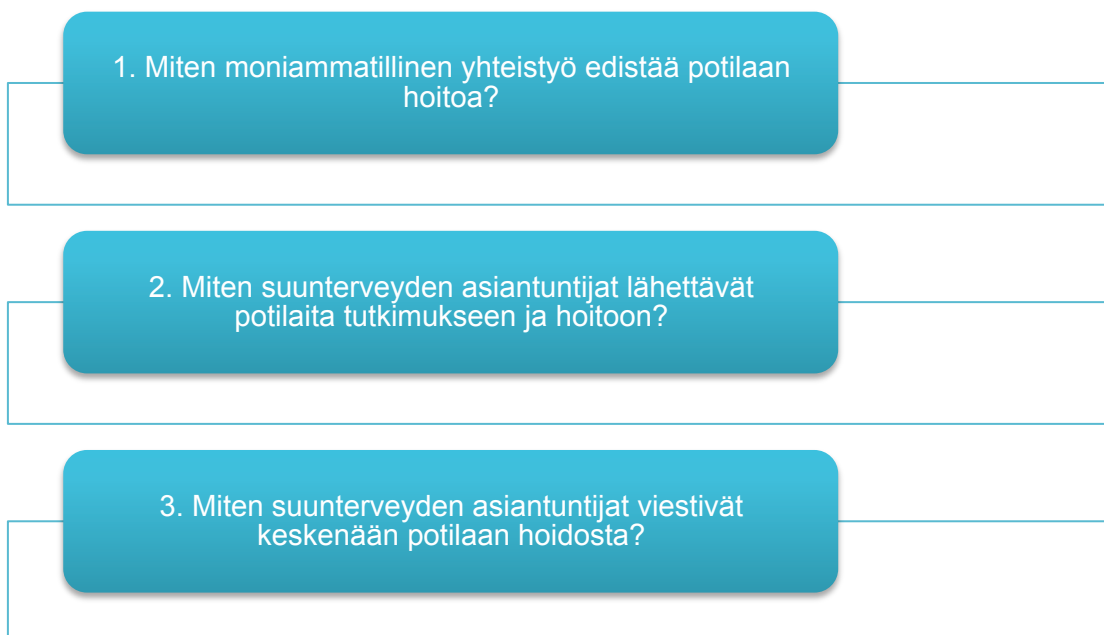 1. Miten moniammatillinen yhteistyö edistää potilaan
hoitoa?
2. Miten suunterveyden asiantuntijat lähettävät
potilaita tutkimukseen ja hoitoon?
3. Miten suunterveyden asiantuntijat viestivät
keskenään potilaan hoidosta?